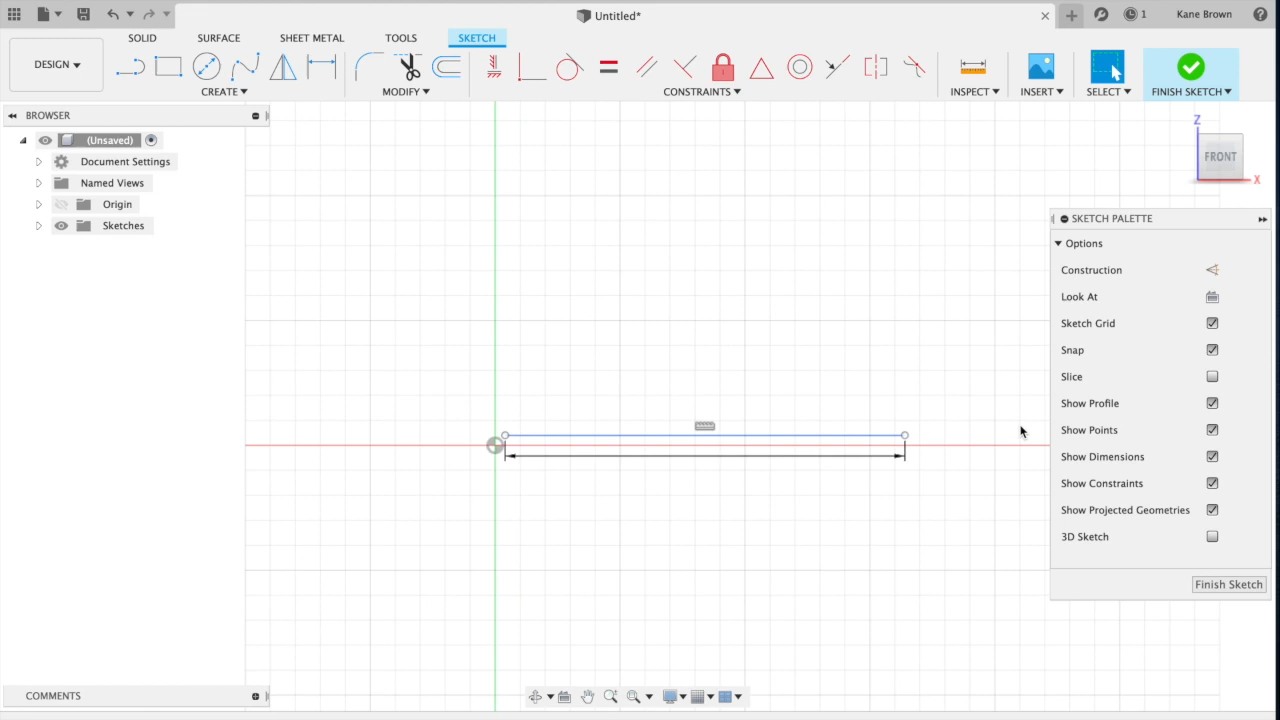 Untitled*
1
Kane Brown
SOLID
SURFACE
SHEET METAL
TOOLS
SKETCH
DESIGN
CREATE
MODIFY
CONSTRAINTS
INSPECT
INSERT
SELECT
FINISH SKETCH
BROWSER
(Unsaved)
Document Settings
Named Views
Origin
Sketches
Z
FRONT
X
SKETCH PALETTE
Options
Construction
Look At
Sketch Grid
Snap
Slice
Show Profile
Show Points
Show Dimensions
Show Constraints
Show Projected Geometries
3D Sketch
Finish Sketch
COMMENTS